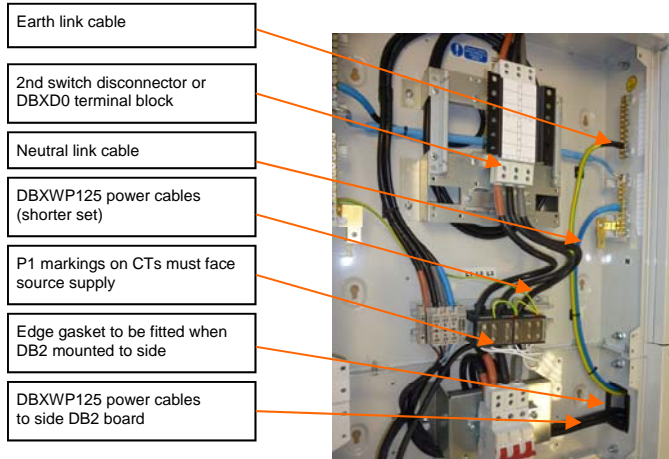 Earth link cable
2nd switch disconnector or
DBXD0 terminal block
Neutral link cable
DBXWP125 power cables
(shorter set)
P1 markings on CTs must face
source supply
Edge gasket to be fitted when
DB2 mounted to side
DBXWP125 power cables
to side DB2 board